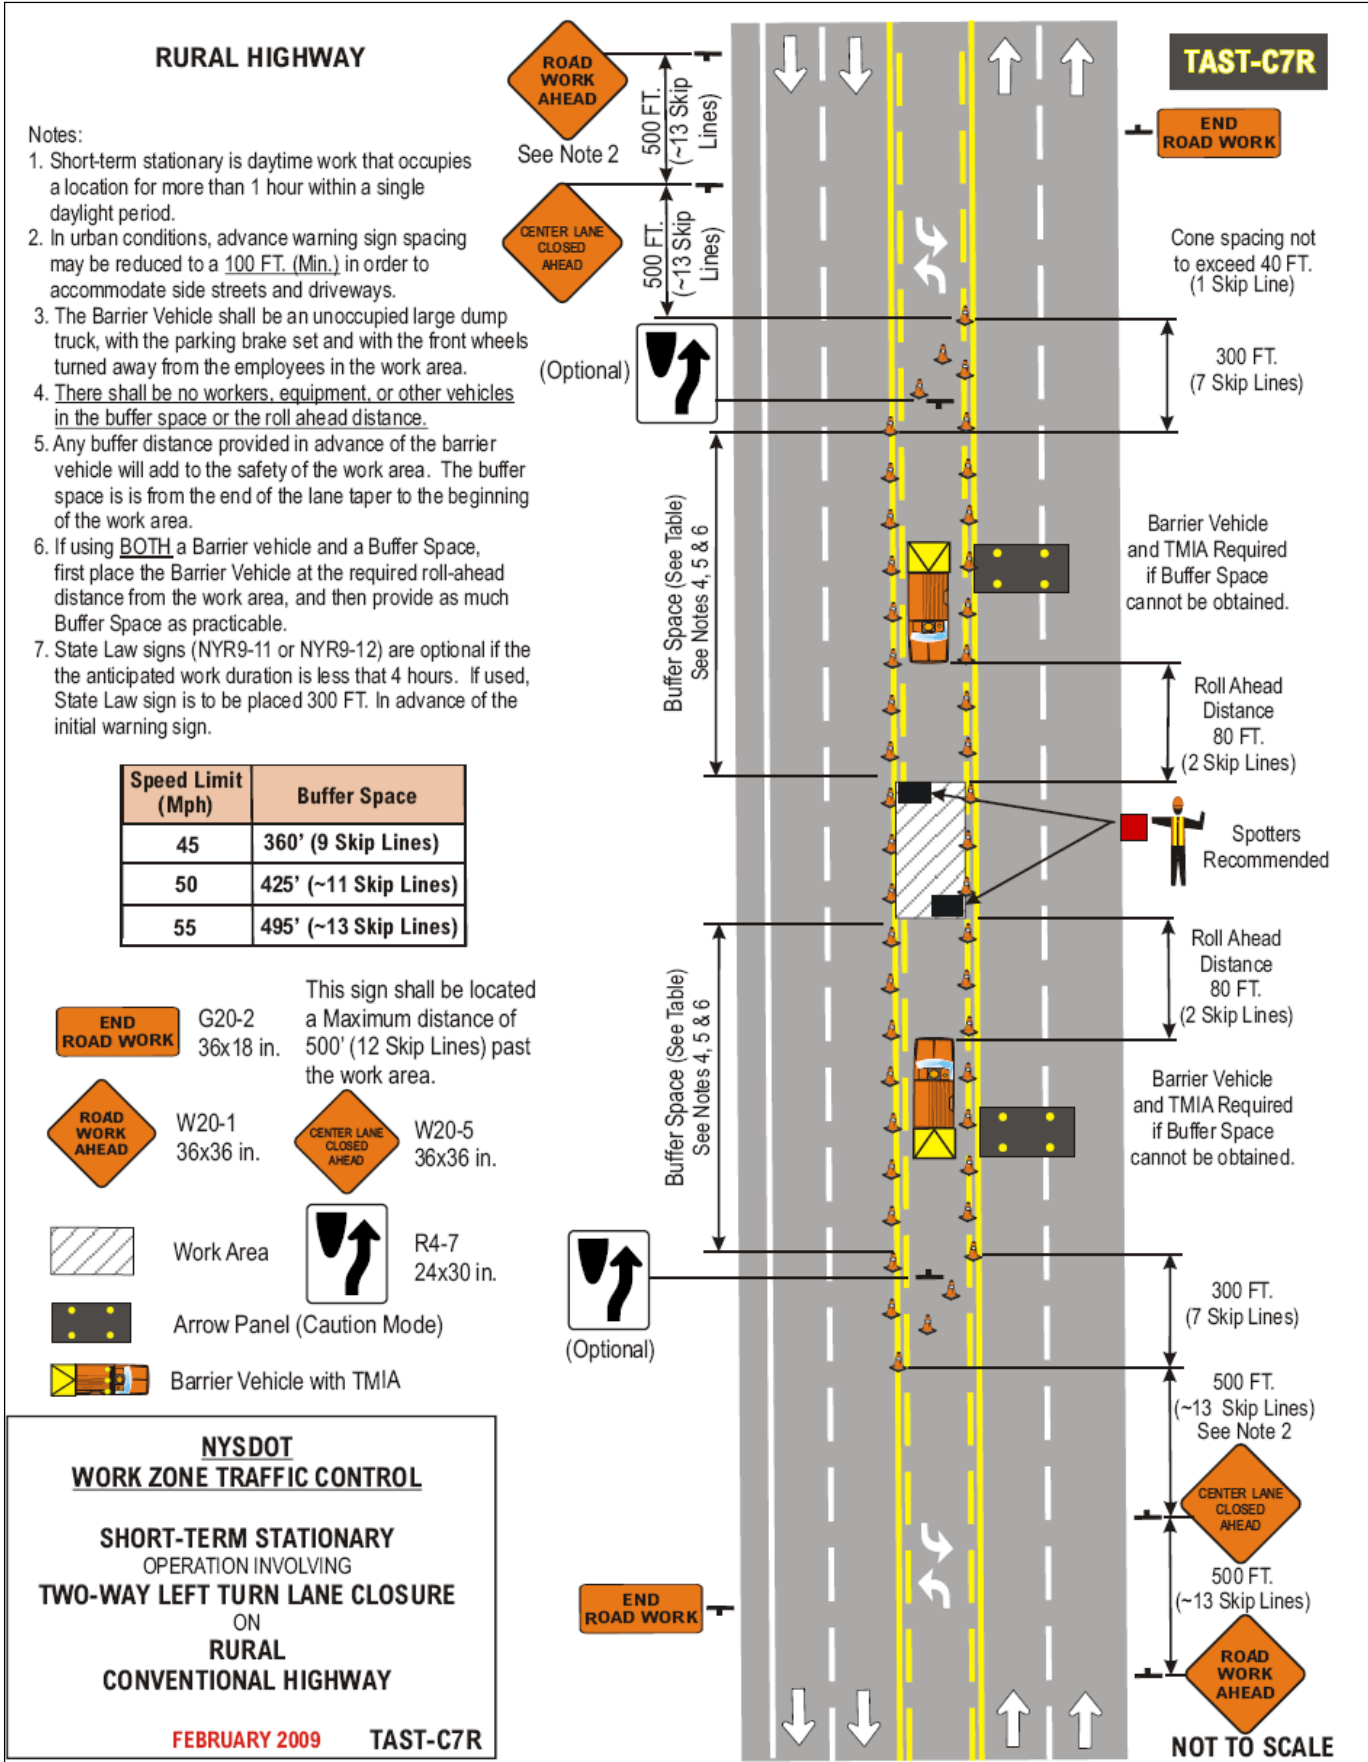 RURAL HIGHWAY
Notes:
1. Short-term stationary is daytime work that occupies
a location for more than 1 hour within a single
daylight period.
2. In urban conditions, advance warning sign spacing
may be reduced to a 100 FT. (Min.) in order to
accommodate side streets and driveways.
3. The Barrier Vehicle shall be an unoccupied large dump
truck, with the parking brake set and with the front wheels
turned away from the employees in the work area.
4. There shall be no workers, equipment, or other vehicles
in the buffer space or the roll ahead distance.
5. Any buffer distance provided in advance of the barrier
vehicle will add to the safety of the work area. The buffer
space is is from the end of the lane taper to the beginning
of the work area.
6. If using BOTH a Barrier vehicle and a Buffer Space,
first place the Barrier Vehicle at the required roll-ahead
distance from the work area, and then provide as much
Buffer Space as practicable.
7. State Law signs (NYR9-11 or NYR9-12) are optional if the
the anticipated work duration is less that 4 hours. If used,
State Law sign is to be placed 300 FT. In advance of the
initial warning sign.
Speed Limit
(Mph)
Buffer Space
45
360' (9 Skip Lines)
50
425' (~11 Skip Lines)
55
495' (~13 Skip Lines)
END
ROAD WORK
G20-2
36x18 in.
This sign shall be located
a Maximum distance of
500' (12 Skip Lines) past
the work area.
ROAD
WORK
AHEAD
W20-1
36x36 in.
CENTER LANE
CLOSED
AHEAD
W20-5
36x36 in.
Work Area
R4-7
24x30 in.
Arrow Panel (Caution Mode)
Barrier Vehicle with TMIA
NYSDOT
WORK ZONE TRAFFIC CONTROL
SHORT-TERM STATIONARY
OPERATION INVOLVING
TWO-WAY LEFT TURN LANE CLOSURE
ON
RURAL
CONVENTIONAL HIGHWAY
FEBRUARY 2009
TAST-C7R
ROAD
WORK
AHEAD
See Note 2
500 FT.
(~13 Skip
Lines)
CENTER LANE
CLOSED
AHEAD
500 FT.
(~13 Skip
Lines)
(Optional)
Buffer Space (See Table)
See Notes 4, 5 & 6
Buffer Space (See Table)
See Notes 4, 5 & 6
(Optional)
END
ROAD WORK
TAST-C7R
END
ROAD WORK
Cone spacing not
to exceed 40 FT.
(1 Skip Line)
300 FT.
(7 Skip Lines)
Barrier Vehicle
and TMIA Required
if Buffer Space
cannot be obtained.
Roll Ahead
Distance
80 FT.
(2 Skip Lines)
Spotters
Recommended
Roll Ahead
Distance
80 FT.
(2 Skip Lines)
Barrier Vehicle
and TMIA Required
if Buffer Space
cannot be obtained.
300 FT.
(7 Skip Lines)
500 FT.
(~13 Skip Lines)
See Note 2
CENTER LANE
CLOSED
AHEAD
500 FT.
(~13 Skip Lines)
ROAD
WORK
AHEAD
NOT TO SCALE